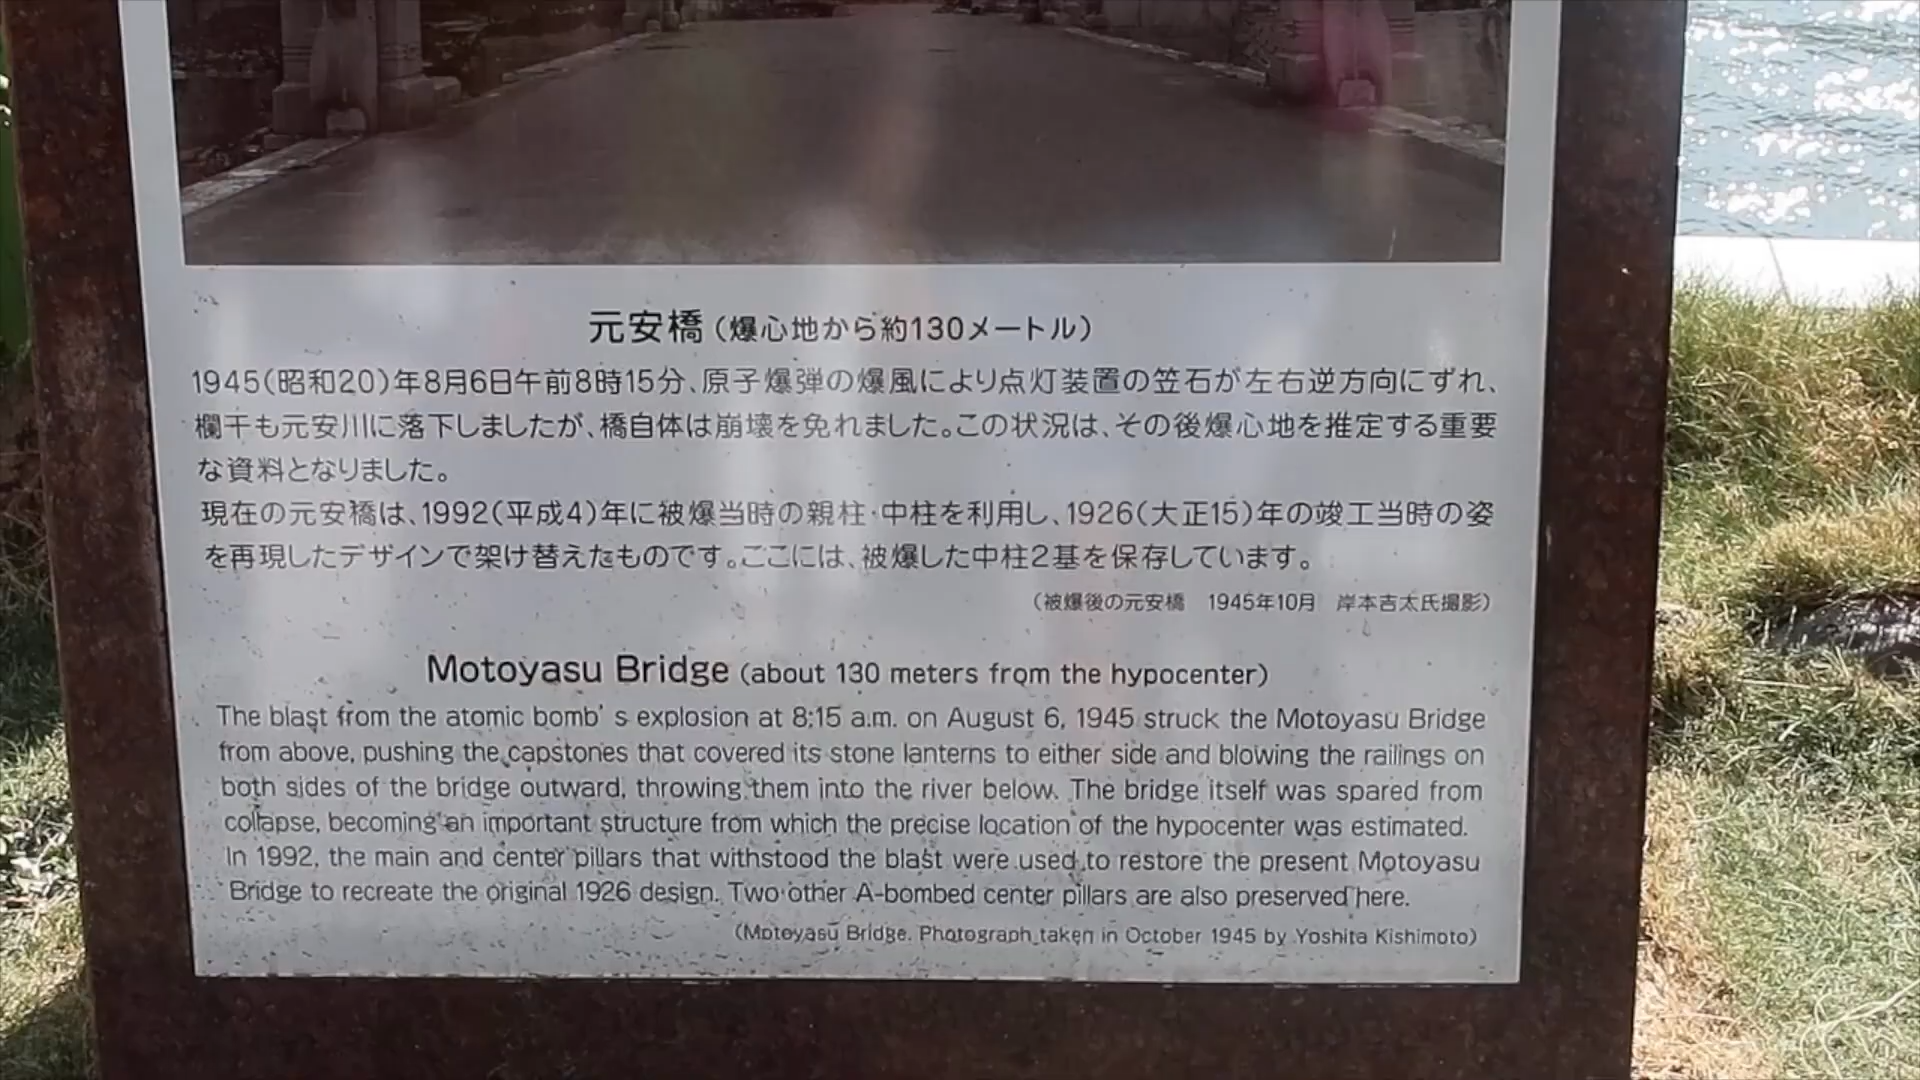 元安橋（爆心地から約130メートル）
1945（昭和20）年8月6日午前8時15分、原子爆弾の爆風により点灯装置の笠石が左右逆方向にずれ、
欄干も元安川に落下しましたが、橋自体は崩壊を免れました。この状況は、その後爆心地を推定する重要
な資料となりました。
現在の元安橋は、1992（平成4）年に被爆当時の親柱・中柱を利用し、1926（大正15）年の竣工当時の姿
を再現したデザインで架け替えたものです。ここには、被爆した中柱2基を保存しています。
（被爆後の元安橋　1945年10月　岸本吉太氏撮影）
Motoyasu Bridge (about 130 meters from the hypocenter)
The blast from the atomic bomb's explosion at 8:15 a.m. on August 6, 1945 struck the Motoyasu Bridge
from above, pushing the capstones that covered its stone lanterns to either side and blowing the railings on
both sides of the bridge outward, throwing them into the river below. The bridge itself was spared from
collapse, becoming an important structure from which the precise location of the hypocenter was estimated.
In 1992, the main and center pillars that withstood the blast were used to restore the present Motoyasu
Bridge to recreate the original 1926 design. Two other A-bombed center pillars are also preserved here.
(Motoyasu Bridge. Photograph taken in October 1945 by Yoshita Kishimoto)